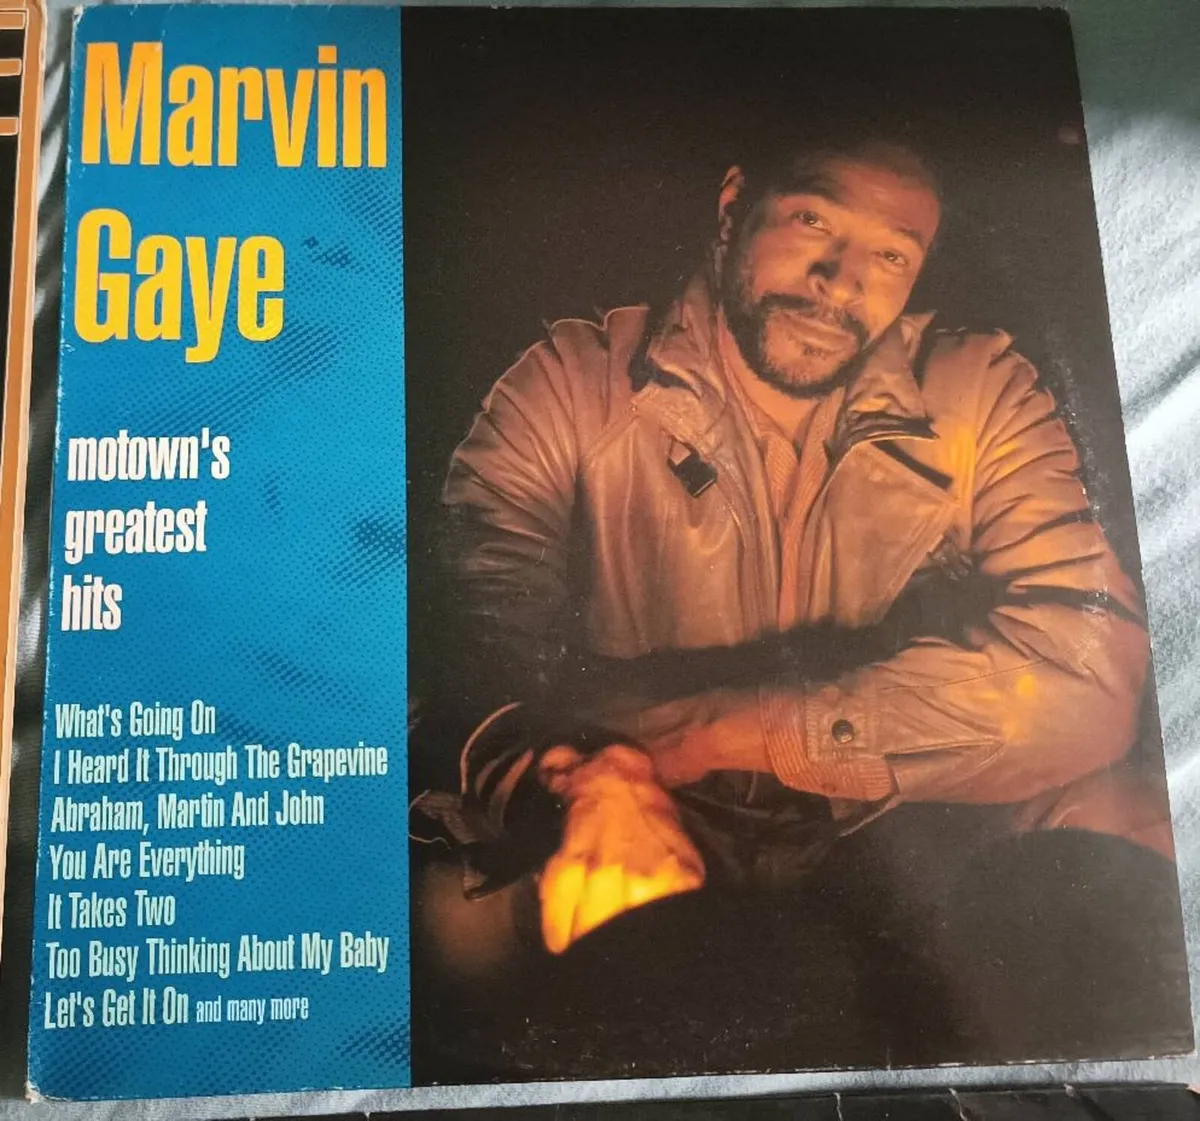 Marvin
Gaye
motown's
greatest
hits
What's Going On
I Heard It Through The Grapevine
Abraham, Martin And John
You Are Everything
It Takes Two
Too Busy Thinking About My Baby
Let's Get It On and many more